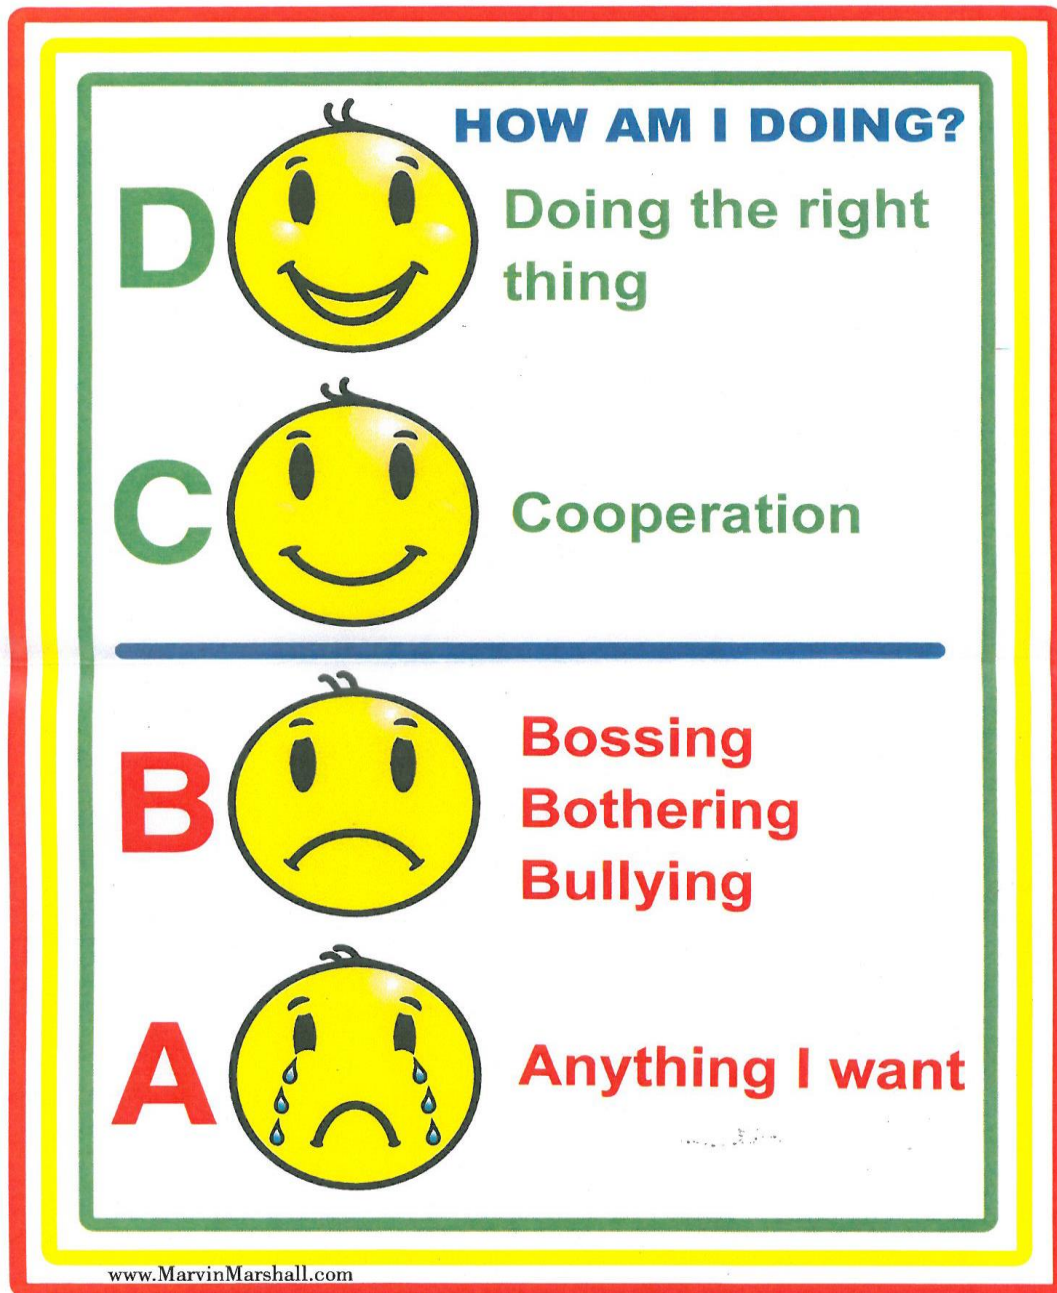 HOW AM I DOING?
D
Doing the right
thing
C
Cooperation
B
Bossing
Bothering
Bullying
A
Anything I want
www.MarvinMarshall.com